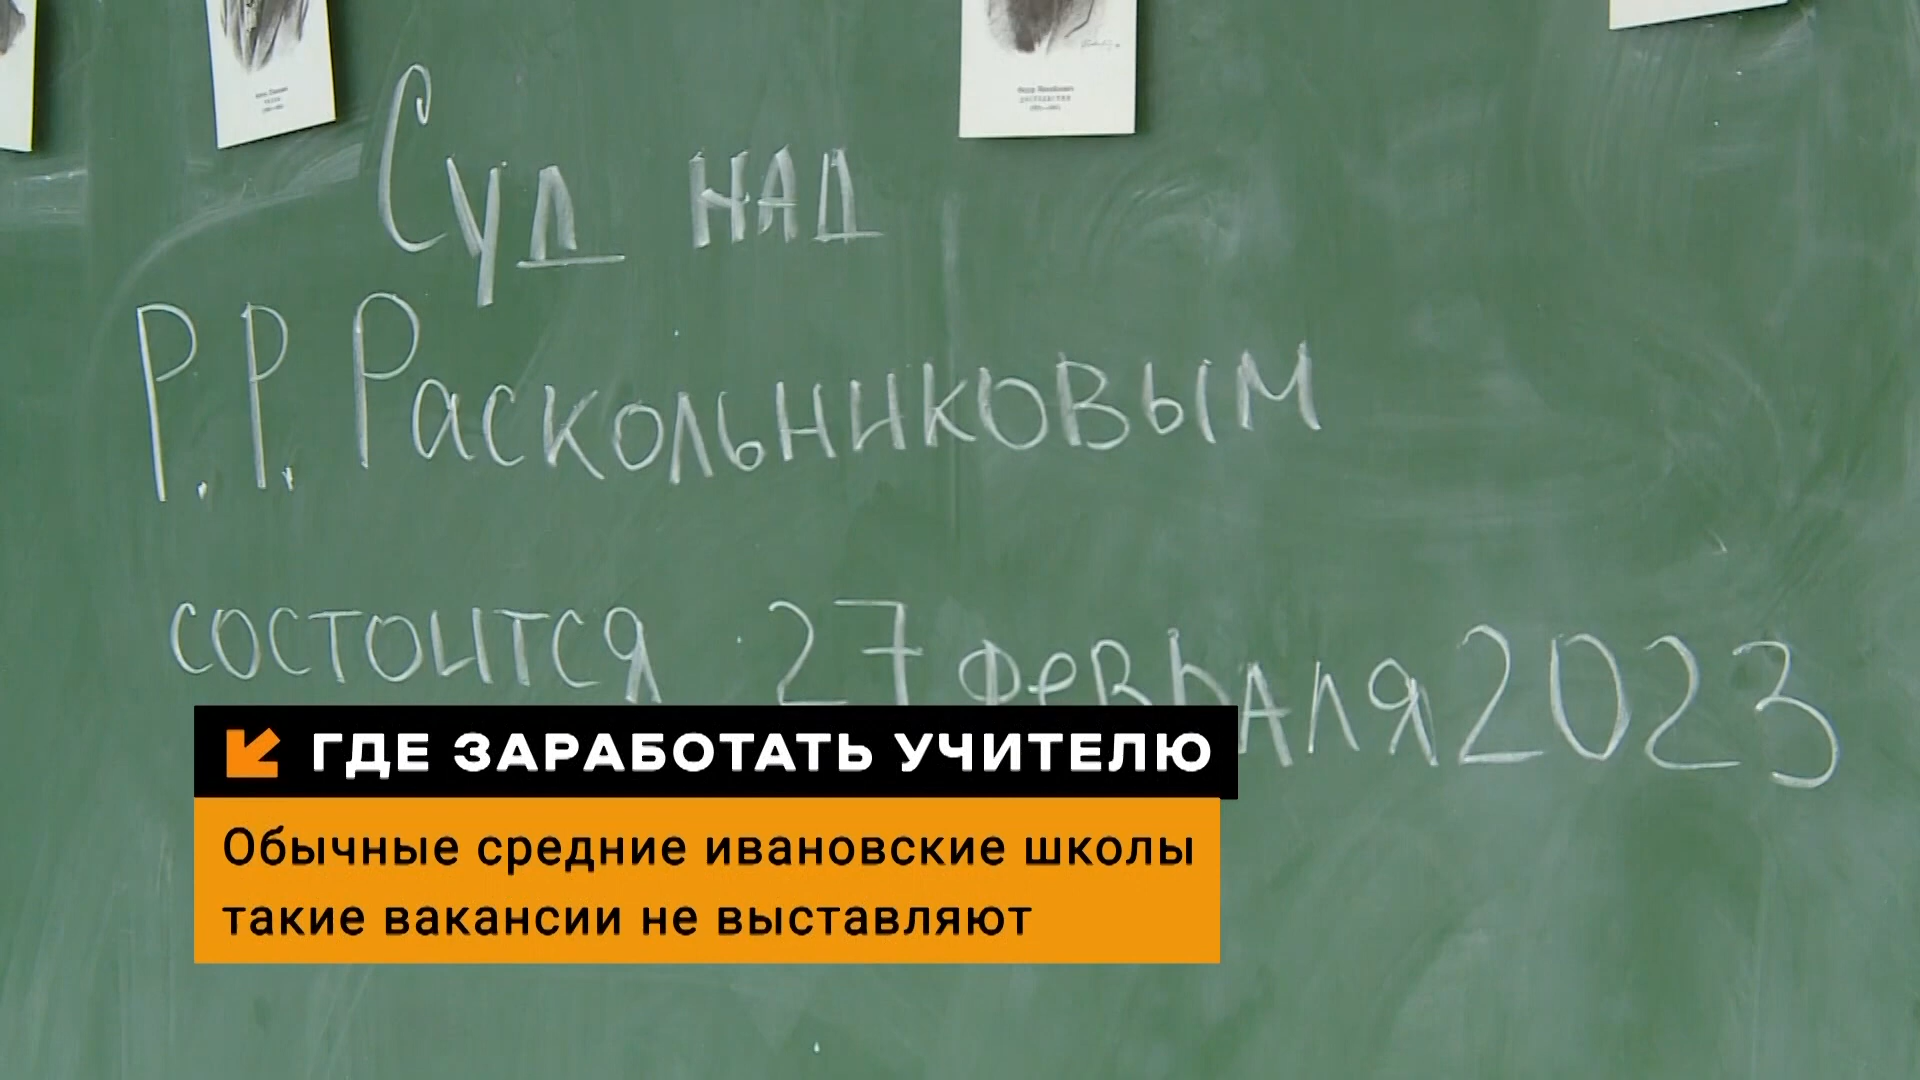 Суд над
Р.Р. Раскольниковым
состоится 27 февраля 2023
ГДЕ ЗАРАБОТАТЬ УЧИТЕЛЮ
Обычные средние ивановские школы
такие вакансии не выставляют